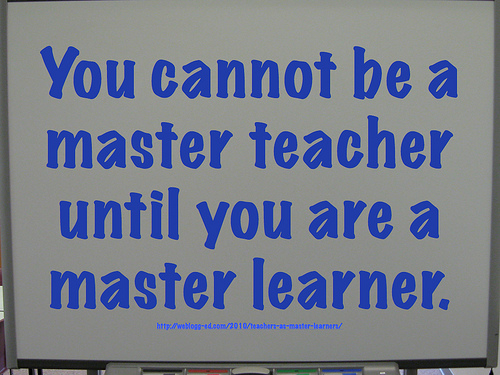 You cannot be a
master teacher
until you are a
master learner.
http://weblogg-ed.com/2010/teachers-as-master-learners/